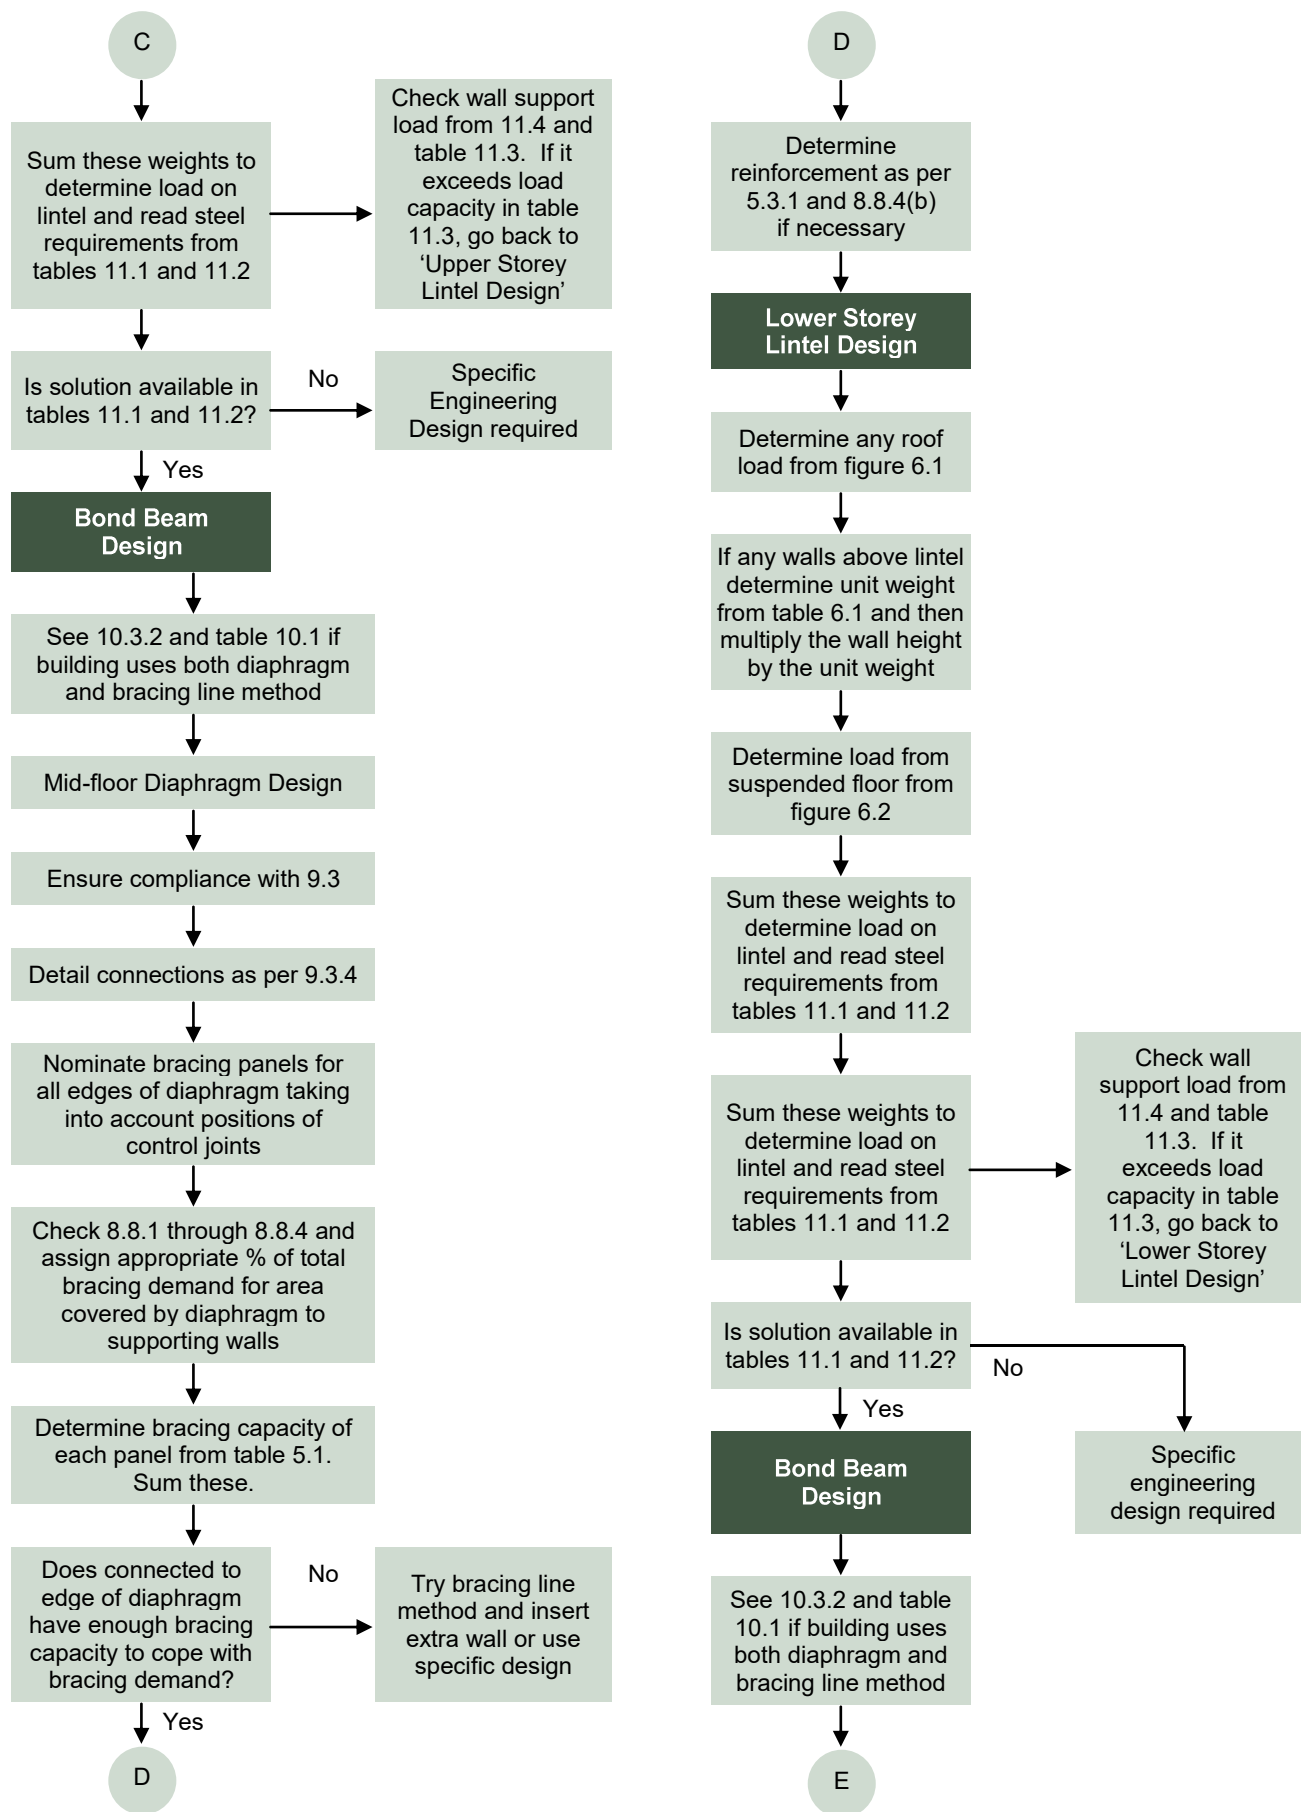 C
Sum these weights to
determine load on
lintel and read steel
requirements from
tables 11.1 and 11.2
Check wall support
load from 11.4 and
table 11.3. If it
exceeds load
capacity in table
11.3, go back to
‘Upper Storey
Lintel Design’
Is solution available in
tables 11.1 and 11.2?
No
Specific
Engineering
Design required
Yes
Bond Beam
Design
See 10.3.2 and table 10.1 if
building uses both diaphragm
and bracing line method
Mid-floor Diaphragm Design
Ensure compliance with 9.3
Detail connections as per 9.3.4
Nominate bracing panels for
all edges of diaphragm taking
into account positions of
control joints
Check 8.8.1 through 8.8.4 and
assign appropriate % of total
bracing demand for area
covered by diaphragm to
supporting walls
Determine bracing capacity of
each panel from table 5.1.
Sum these.
Does connected to
edge of diaphragm
have enough bracing
capacity to cope with
bracing demand?
No
Try bracing line
method and insert
extra wall or use
specific design
Yes
D
D
Determine
reinforcement as per
5.3.1 and 8.8.4(b)
if necessary
Lower Storey
Lintel Design
Determine any roof
load from figure 6.1
If any walls above lintel
determine unit weight
from table 6.1 and then
multiply the wall height
by the unit weight
Determine load from
suspended floor from
figure 6.2
Sum these weights to
determine load on
lintel and read steel
requirements from
tables 11.1 and 11.2
Sum these weights to
determine load on
lintel and read steel
requirements from
tables 11.1 and 11.2
Check wall
support load from
11.4 and table
11.3. If it
exceeds load
capacity in table
11.3, go back to
‘Lower Storey
Lintel Design’
Is solution available in
tables 11.1 and 11.2?
No
Yes
Specific
engineering
design required
Bond Beam
Design
See 10.3.2 and table
10.1 if building uses
both diaphragm and
bracing line method
E